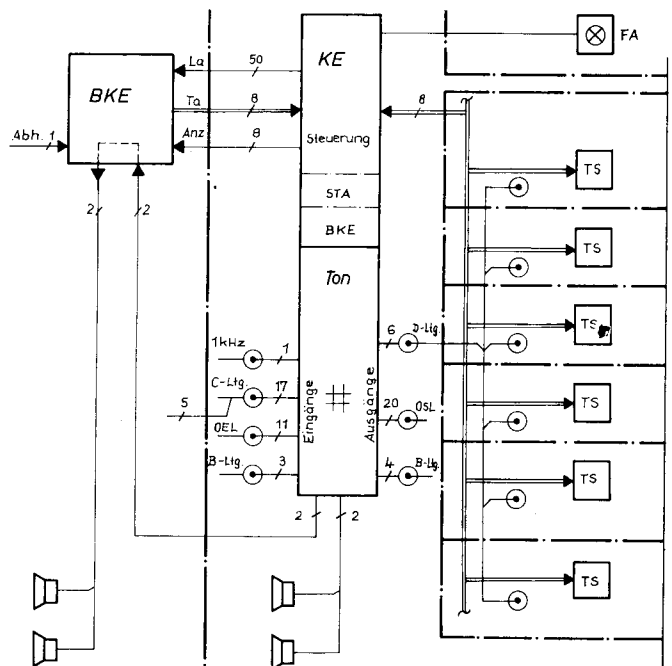 La
50
KE
FA
BKE
Ta
8
8
Abh. 1
Anz
8
Steuerung
TS
2
2
STA
BKE
TS
Ton
TS
1kHz
1
6
D-Ltg.
C-Ltg.
17
5
Eingänge
Ausgänge
TS
20
OSL
OEL
11
B-Ltg.
3
4
B-Ltg.
TS
2
2
TS